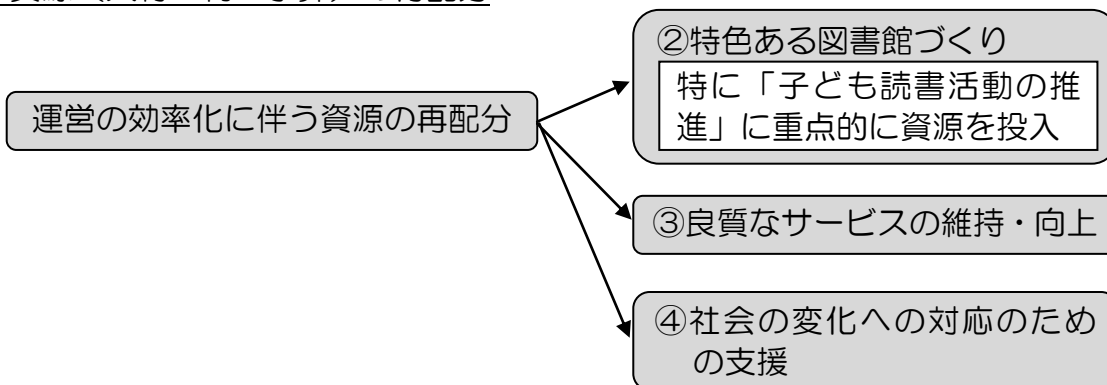 運営の効率化に伴う資源の再配分
②特色ある図書館づくり
特に「子ども読書活動の推
進」に重点的に資源を投入
③良質なサービスの維持・向上
④社会の変化への対応のため
の支援